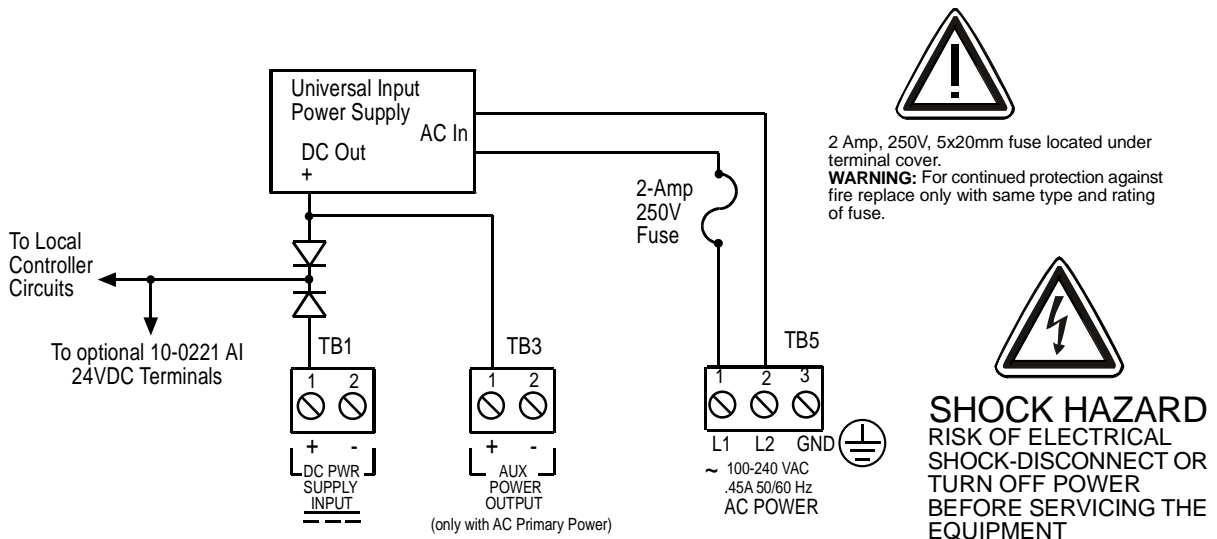 Universal Input
Power Supply
AC In
DC Out
+
2-Amp
250V
Fuse
2 Amp, 250V, 5x20mm fuse located under
terminal cover.
WARNING: For continued protection against
fire replace only with same type and rating
of fuse.
To Local
Controller
Circuits
To optional 10-0221 AI
24VDC Terminals
TB1
1 2
+ -
DC PWR
SUPPLY
INPUT
TB3
1 2
+ -
AUX
POWER
OUTPUT
(only with AC Primary Power)
TB5
1 2 3
L1 L2 GND
~ 100-240 VAC
.45A 50/60 Hz
AC POWER
SHOCK HAZARD
RISK OF ELECTRICAL
SHOCK-DISCONNECT OR
TURN OFF POWER
BEFORE SERVICING THE
EQUIPMENT